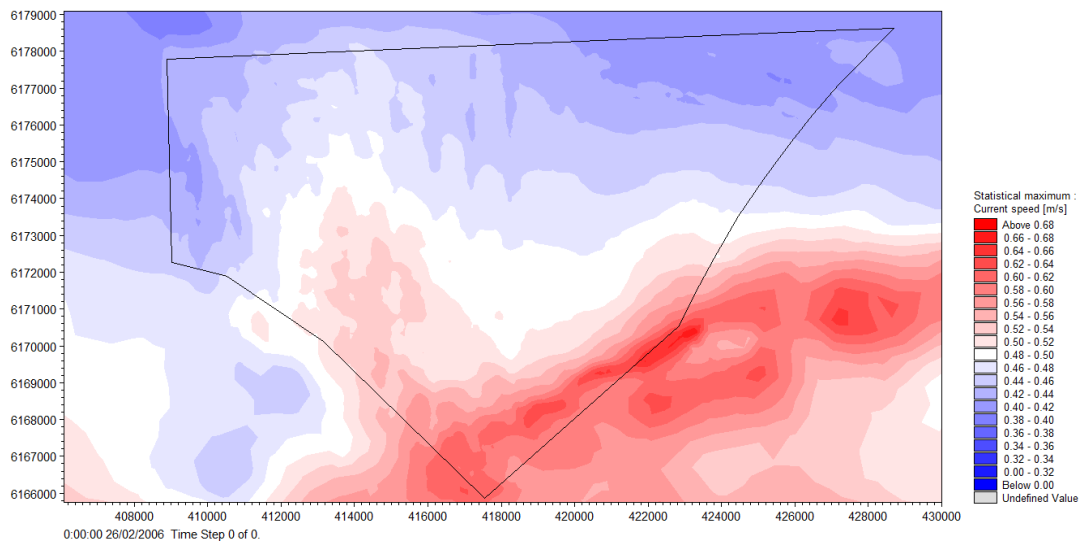 6179000
6178000
6177000
6176000
6175000
6174000
6173000
6172000
6171000
6170000
6169000
6168000
6167000
6166000
408000 410000 412000 414000 416000 418000 420000 422000 424000 426000 428000 430000
0:00:00 26/02/2006 Time Step 0 of 0.
Statistical maximum :
Current speed [m/s]
Above 0.68
0.66 - 0.68
0.64 - 0.66
0.62 - 0.64
0.60 - 0.62
0.58 - 0.60
0.56 - 0.58
0.54 - 0.56
0.52 - 0.54
0.50 - 0.52
0.48 - 0.50
0.46 - 0.48
0.44 - 0.46
0.42 - 0.44
0.40 - 0.42
0.38 - 0.40
0.36 - 0.38
0.34 - 0.36
0.32 - 0.34
0.00 - 0.32
Below 0.00
Undefined Value